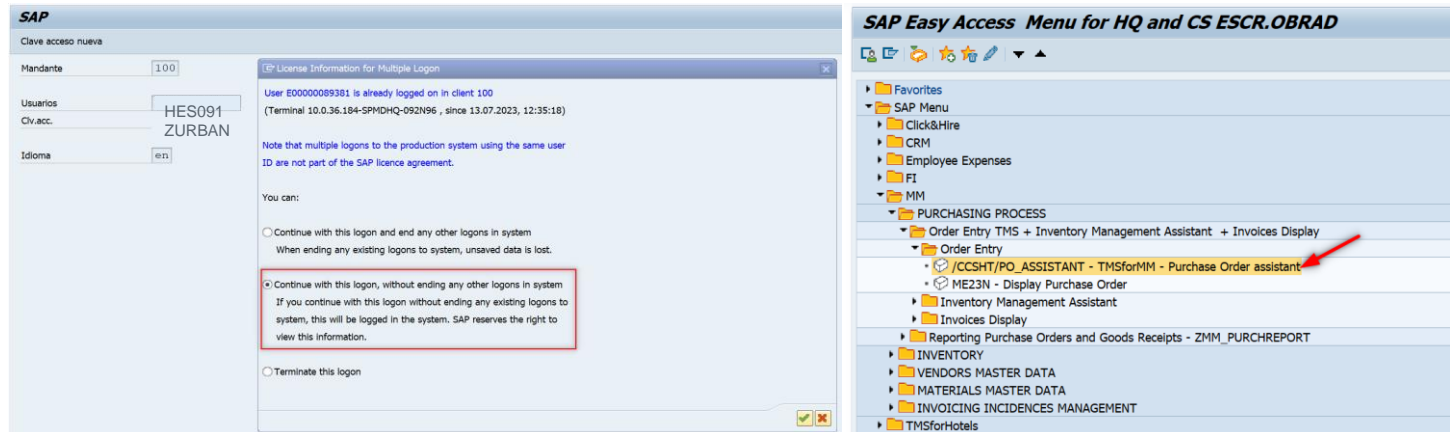 SAP
Clave acceso nueva
Mandante 100
Usuarios HES091
Clv.acc. ZURBAN
Idioma en
License Information for Multiple Logon
User E00000089381 is already logged on in client 100
(Terminal 10.0.36.184-SPMDHQ-092N96 , since 13.07.2023, 12:35:18)
Note that multiple logons to the production system using the same user
ID are not part of the SAP licence agreement.
You can:
Continue with this logon and end any other logons in system
When ending any existing logons to system, unsaved data is lost.
Continue with this logon, without ending any other logons in system
If you continue with this logon without ending any existing logons to
system, this will be logged in the system. SAP reserves the right to
view this information.
Terminate this logon
SAP Easy Access Menu for HQ and CS ESCR.OBRAD
Favorites
SAP Menu
Click&Hire
CRM
Employee Expenses
FI
MM
PURCHASING PROCESS
Order Entry TMS + Inventory Management Assistant + Invoices Display
Order Entry
/CCSHT/PO_ASSISTANT - TMSforMM - Purchase Order assistant
ME23N - Display Purchase Order
Inventory Management Assistant
Invoices Display
Reporting Purchase Orders and Goods Receipts - ZMM_PURCHREPORT
INVENTORY
VENDORS MASTER DATA
MATERIALS MASTER DATA
INVOICING INCIDENCES MANAGEMENT
TMSforHotels